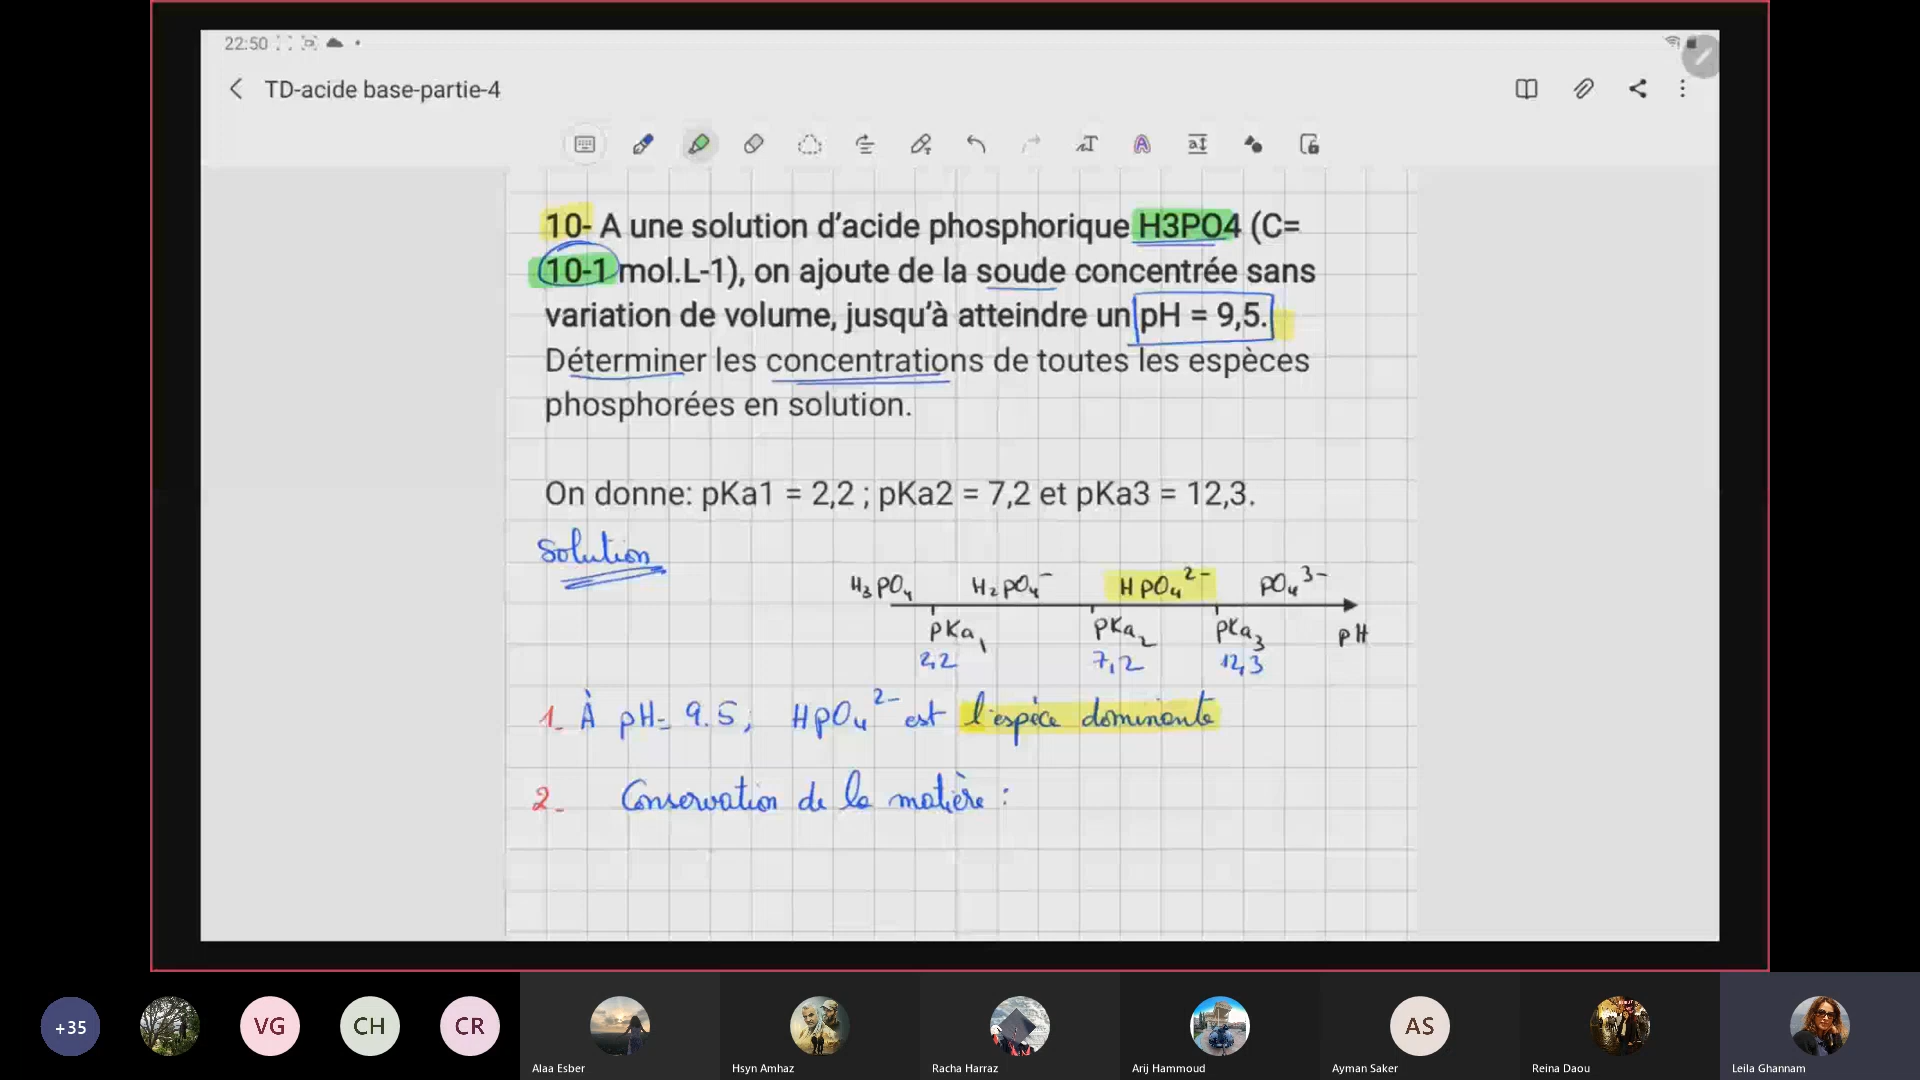 22:50
TD-acide base-partie-4
10- A une solution d'acide phosphorique H3PO4 (C=
10-1 mol.L-1), on ajoute de la soude concentrée sans
variation de volume, jusqu'à atteindre un pH = 9,5.
Déterminer les concentrations de toutes les espèces
phosphorées en solution.
On donne: pKa1 = 2,2 ; pKa2 = 7,2 et pKa3 = 12,3.
Solution
H₃PO₄ H₂PO₄⁻ HPO₄²⁻ PO₄³⁻
pKa₁ pKa₂ pKa₃ pH
2,2 7,2 12,3
1- À pH= 9.5, HPO₄²⁻ est l'espèce dominante
2- Conservation de la matière :
+35 VG CH CR AS
Alaa Esber Hsyn Amhaz Racha Harraz Arij Hammoud Ayman Saker Reina Daou Leila Ghannam